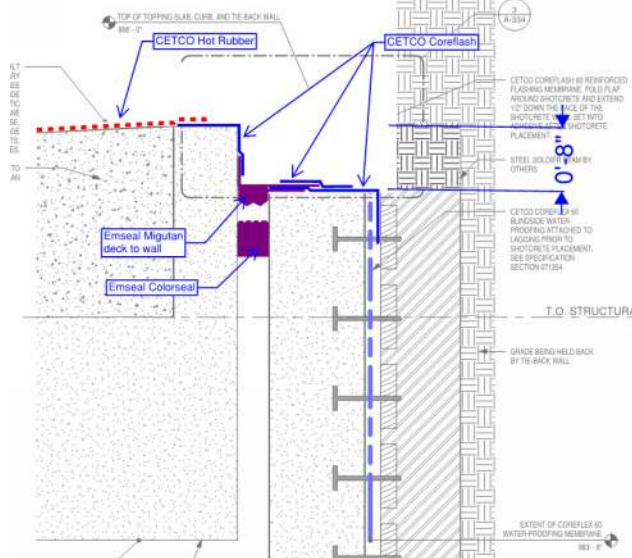 TOP OF TOPPING SLAB, CURB, AND TIE-BACK WALL
998' - 0"
3
A-334
CETCO Hot Rubber
CETCO Coreflash
CETCO COREFLASH 60 REINFORCED
FLASHING MEMBRANE. FOLD FLAP
AROUND SHOTCRETE AND EXTEND
DOWN THE FACE OF THE
SHOTCRETE
SHOTCRETE
PLACEMENT.
0' -8"
STEEL SOLDIER BEAM BY
OTHERS
TO
CETCO COREFLEX 60
BLINDSIDE WATER-
PROOFING ATTACHED TO
LAGGING PRIOR TO
SHOTCRETE PLACEMENT.
SEE SPECIFICATION
SECTION 071354
Emseal Migutan
deck to wall
Emseal Colorseal
T.O. STRUCTURA
GRADE BEING HELD BACK
BY TIE-BACK WALL.
EXTENT OF COREFLEX 60
WATER-PROOFING MEMBRANE